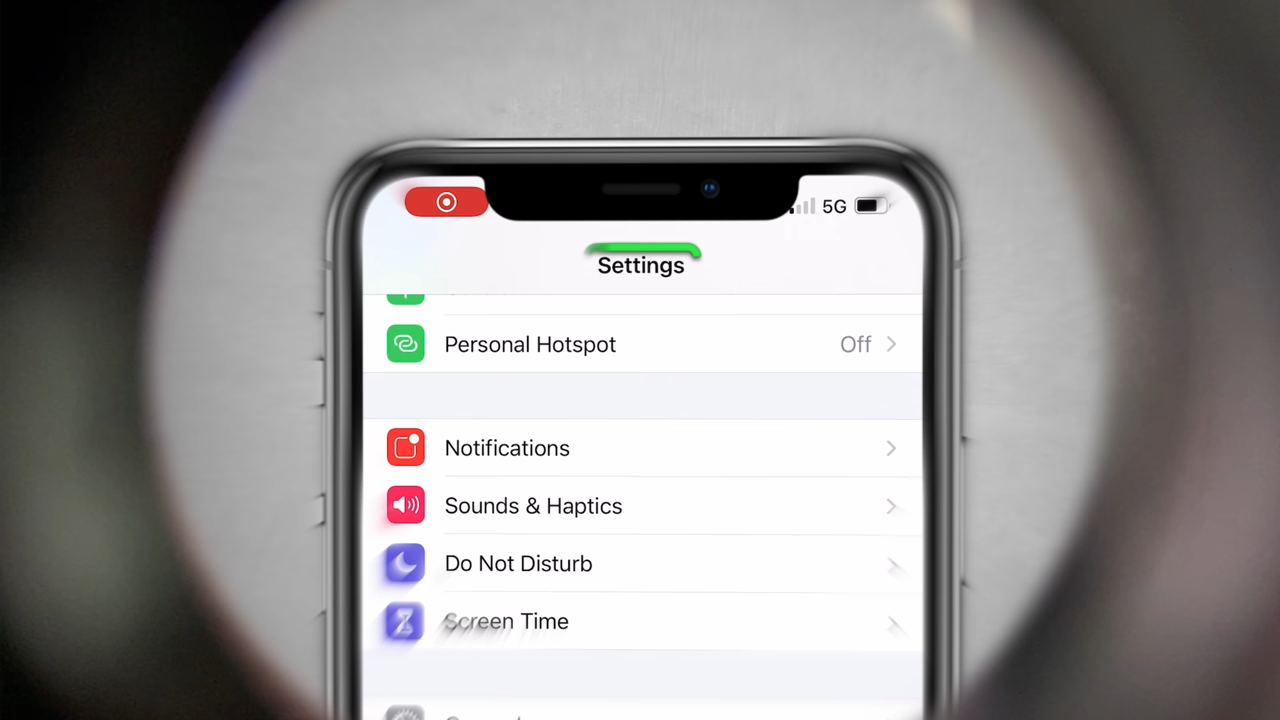 5G
Settings
Personal Hotspot Off
Notifications
Sounds & Haptics
Do Not Disturb
Screen Time